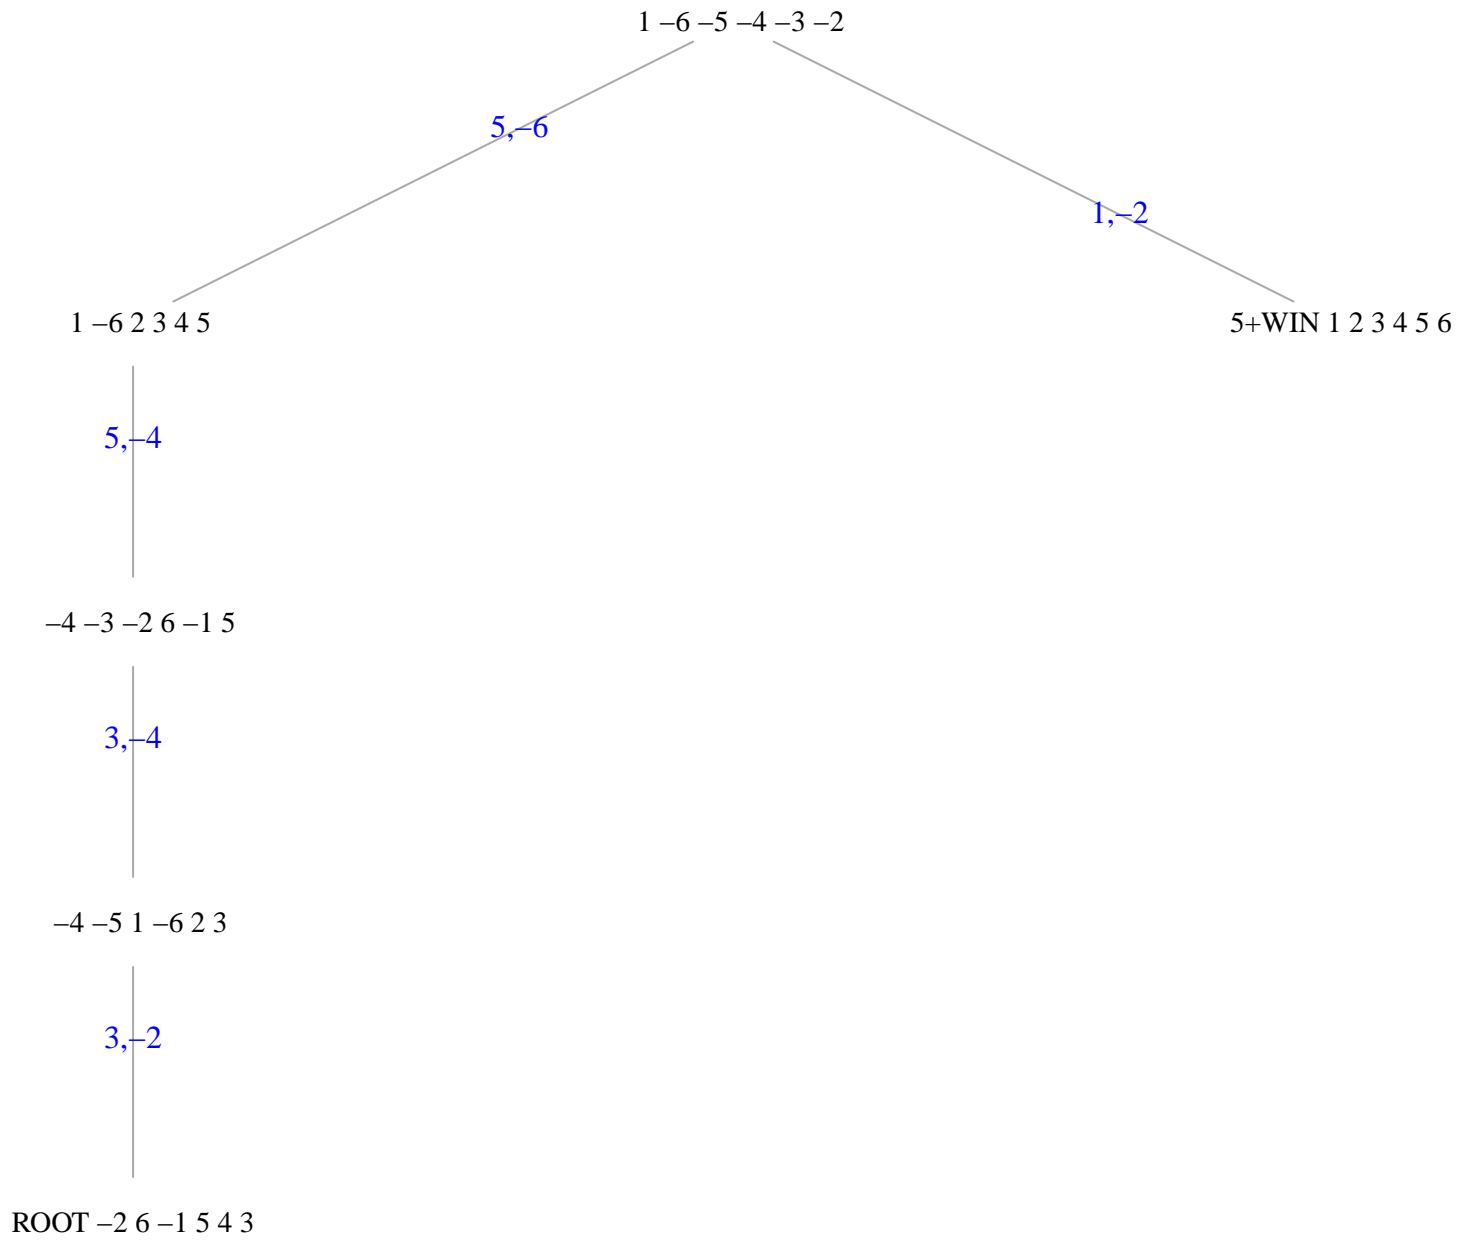 1 –6 –5 –4 –3 –2
5,–6
1,–2
1 –6 2 3 4 5
5+WIN 1 2 3 4 5 6
5,–4
–4 –3 –2 6 –1 5
3,–4
–4 –5 1 –6 2 3
3,–2
ROOT –2 6 –1 5 4 3